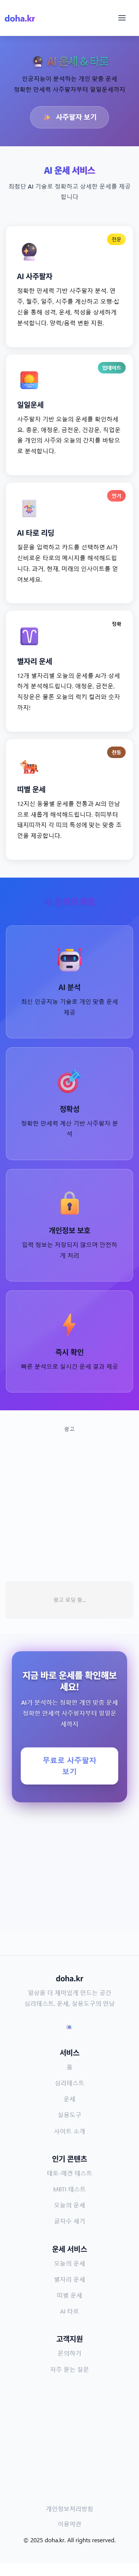 doha.kr
AI 운세 & 타로
인공지능이 분석하는 개인 맞춤 운세
정확한 만세력 사주팔자부터 일일운세까지
사주팔자 보기
AI 운세 서비스
최첨단 AI 기술로 정확하고 상세한 운세를 제공
합니다
전문
AI 사주팔자
정확한 만세력 기반 사주팔자 분석. 연
주, 월주, 일주, 시주를 계산하고 오행·십
신을 통해 성격, 운세, 적성을 상세하게
분석합니다. 양력/음력 변환 지원.
업데이트
일일운세
사주팔자 기반 오늘의 운세를 확인하세
요. 총운, 애정운, 금전운, 건강운, 직업운
을 개인의 사주와 오늘의 간지를 바탕으
로 분석합니다.
인기
AI 타로 리딩
질문을 입력하고 카드를 선택하면 AI가
신비로운 타로의 메시지를 해석해드립
니다. 과거, 현재, 미래의 인사이트를 얻
어보세요.
정확
별자리 운세
12개 별자리별 오늘의 운세를 AI가 상세
하게 분석해드립니다. 애정운, 금전운,
직장운은 물론 오늘의 럭키 컬러와 숫자
까지!
전통
띠별 운세
12지신 동물별 운세를 전통과 AI의 만남
으로 새롭게 해석해드립니다. 쥐띠부터
돼지띠까지 각 띠의 특성에 맞는 맞춤 조
언을 제공합니다.
AI 분석
최신 인공지능 기술로 개인 맞춤 운세
제공
정확성
정확한 만세력 계산 기반 사주팔자 분
석
개인정보 보호
입력 정보는 저장되지 않으며 안전하
게 처리
즉시 확인
빠른 분석으로 실시간 운세 결과 제공
광고
광고 로딩 중...
지금 바로 운세를 확인해보
세요!
AI가 분석하는 정확한 개인 맞춤 운세
정확한 만세력 사주팔자부터 일일운
세까지
무료로 사주팔자
보기
doha.kr
일상을 더 재미있게 만드는 공간
심리테스트, 운세, 실용도구의 만남
서비스
홈
심리테스트
운세
실용도구
사이트 소개
인기 콘텐츠
테토-에겐 테스트
MBTI 테스트
오늘의 운세
글자수 세기
운세 서비스
오늘의 운세
별자리 운세
띠별 운세
AI 타로
고객지원
문의하기
자주 묻는 질문
개인정보처리방침
이용약관
© 2025 doha.kr. All rights reserved.